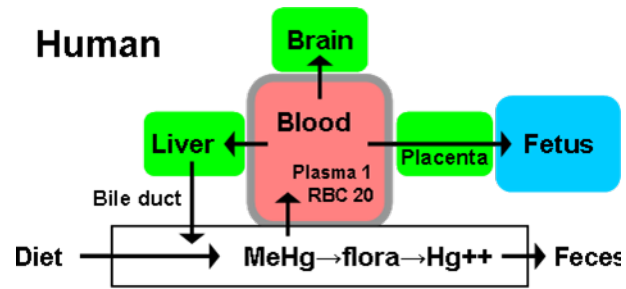 Human
Brain
Blood
Liver
Placenta
Fetus
Plasma 1
RBC 20
Bile duct
Diet
MeHg→flora→Hg++
Feces